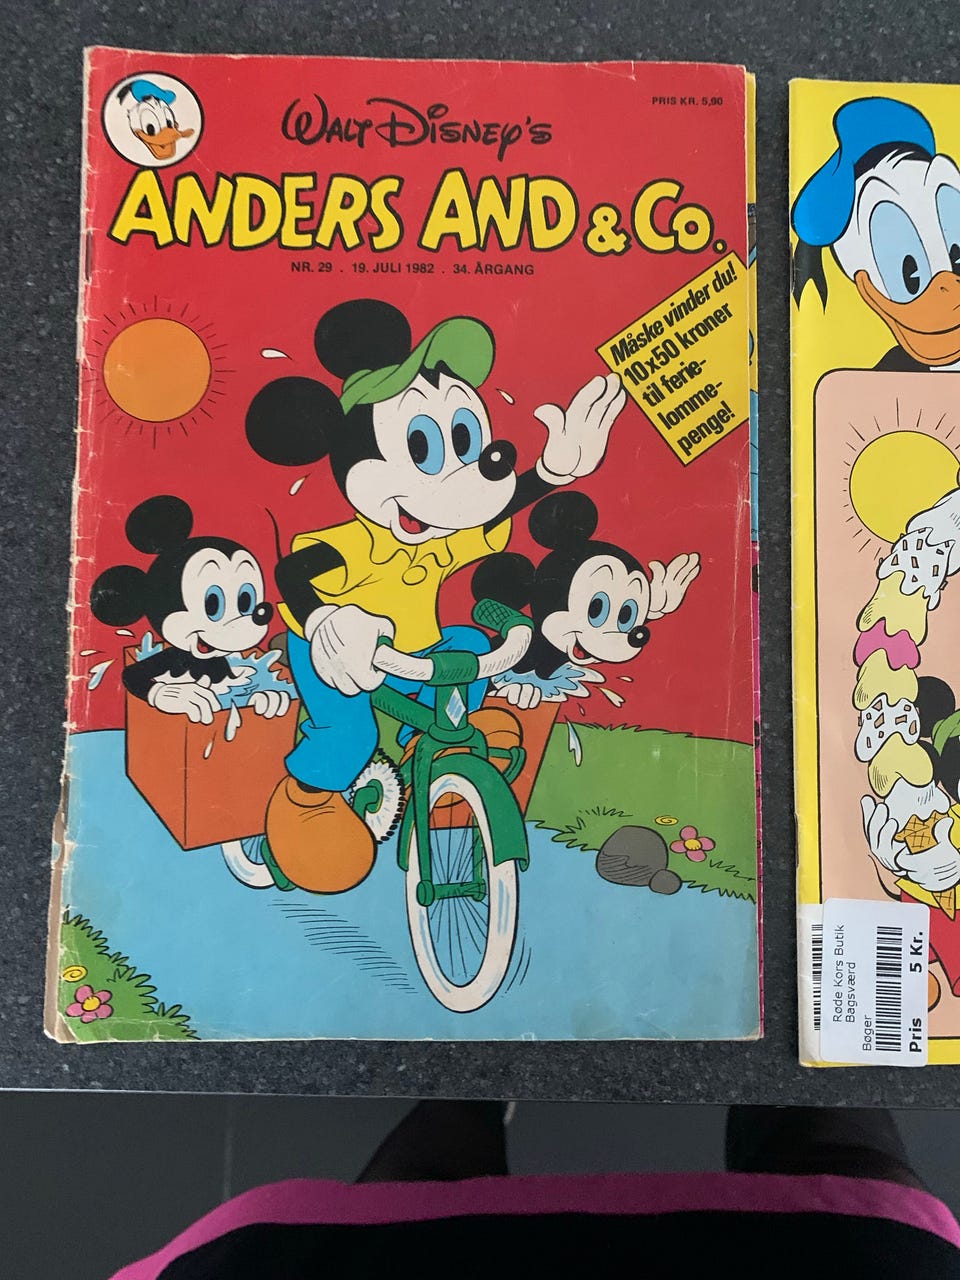 PRIS KR. 5,90
WALT DISNEY'S
ANDERS AND & Co.
NR. 29 . 19. JULI 1982 . 34. ÅRGANG
Måske vinder du!
10x50 kroner
til ferie-
lomme-
penge!
Røde Kors Butik
Bagsværd
Bøger
Pris 5 Kr.